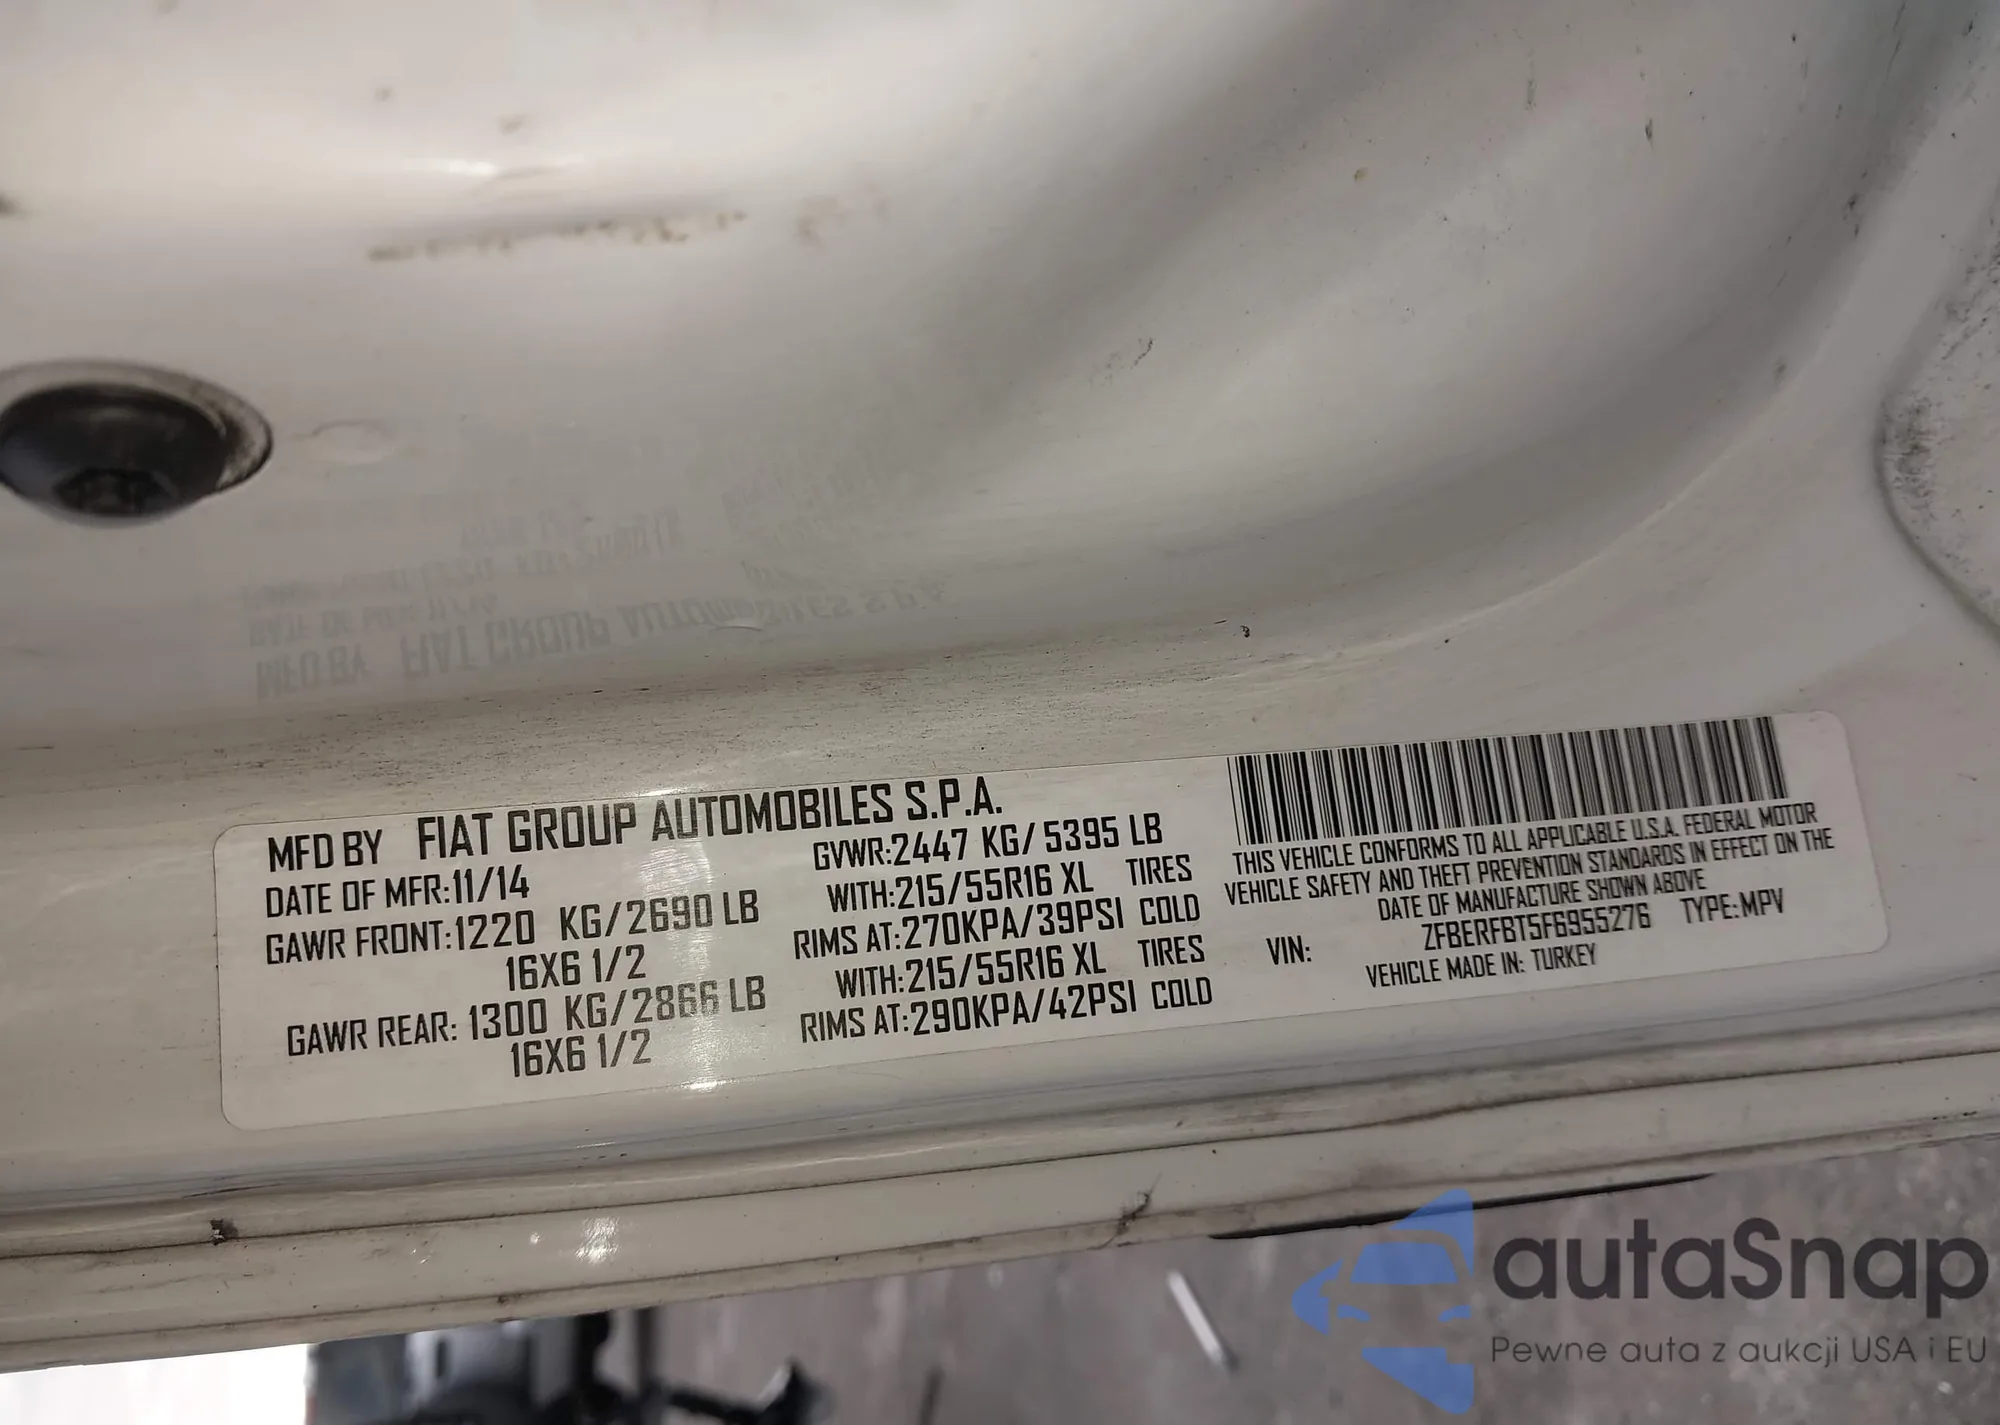 MFD BY FIAT GROUP AUTOMOBILES S.P.A.
DATE OF MFR:11/14 GVWR:2447 KG/ 5395 LB
GAWR FRONT:1220 KG/2690 LB WITH:215/55R16 XL TIRES
16X6 1/2 RIMS AT:270KPA/39PSI COLD
GAWR REAR: 1300 KG/2866 LB WITH:215/55R16 XL TIRES
16X6 1/2 RIMS AT:290KPA/42PSI COLD
THIS VEHICLE CONFORMS TO ALL APPLICABLE U.S.A. FEDERAL MOTOR
VEHICLE SAFETY AND THEFT PREVENTION STANDARDS IN EFFECT ON THE
DATE OF MANUFACTURE SHOWN ABOVE
VIN: ZFBERFBT5F6955276 TYPE:MPV
VEHICLE MADE IN: TURKEY
autaSnap
Pewne auta z aukcji USA i EU